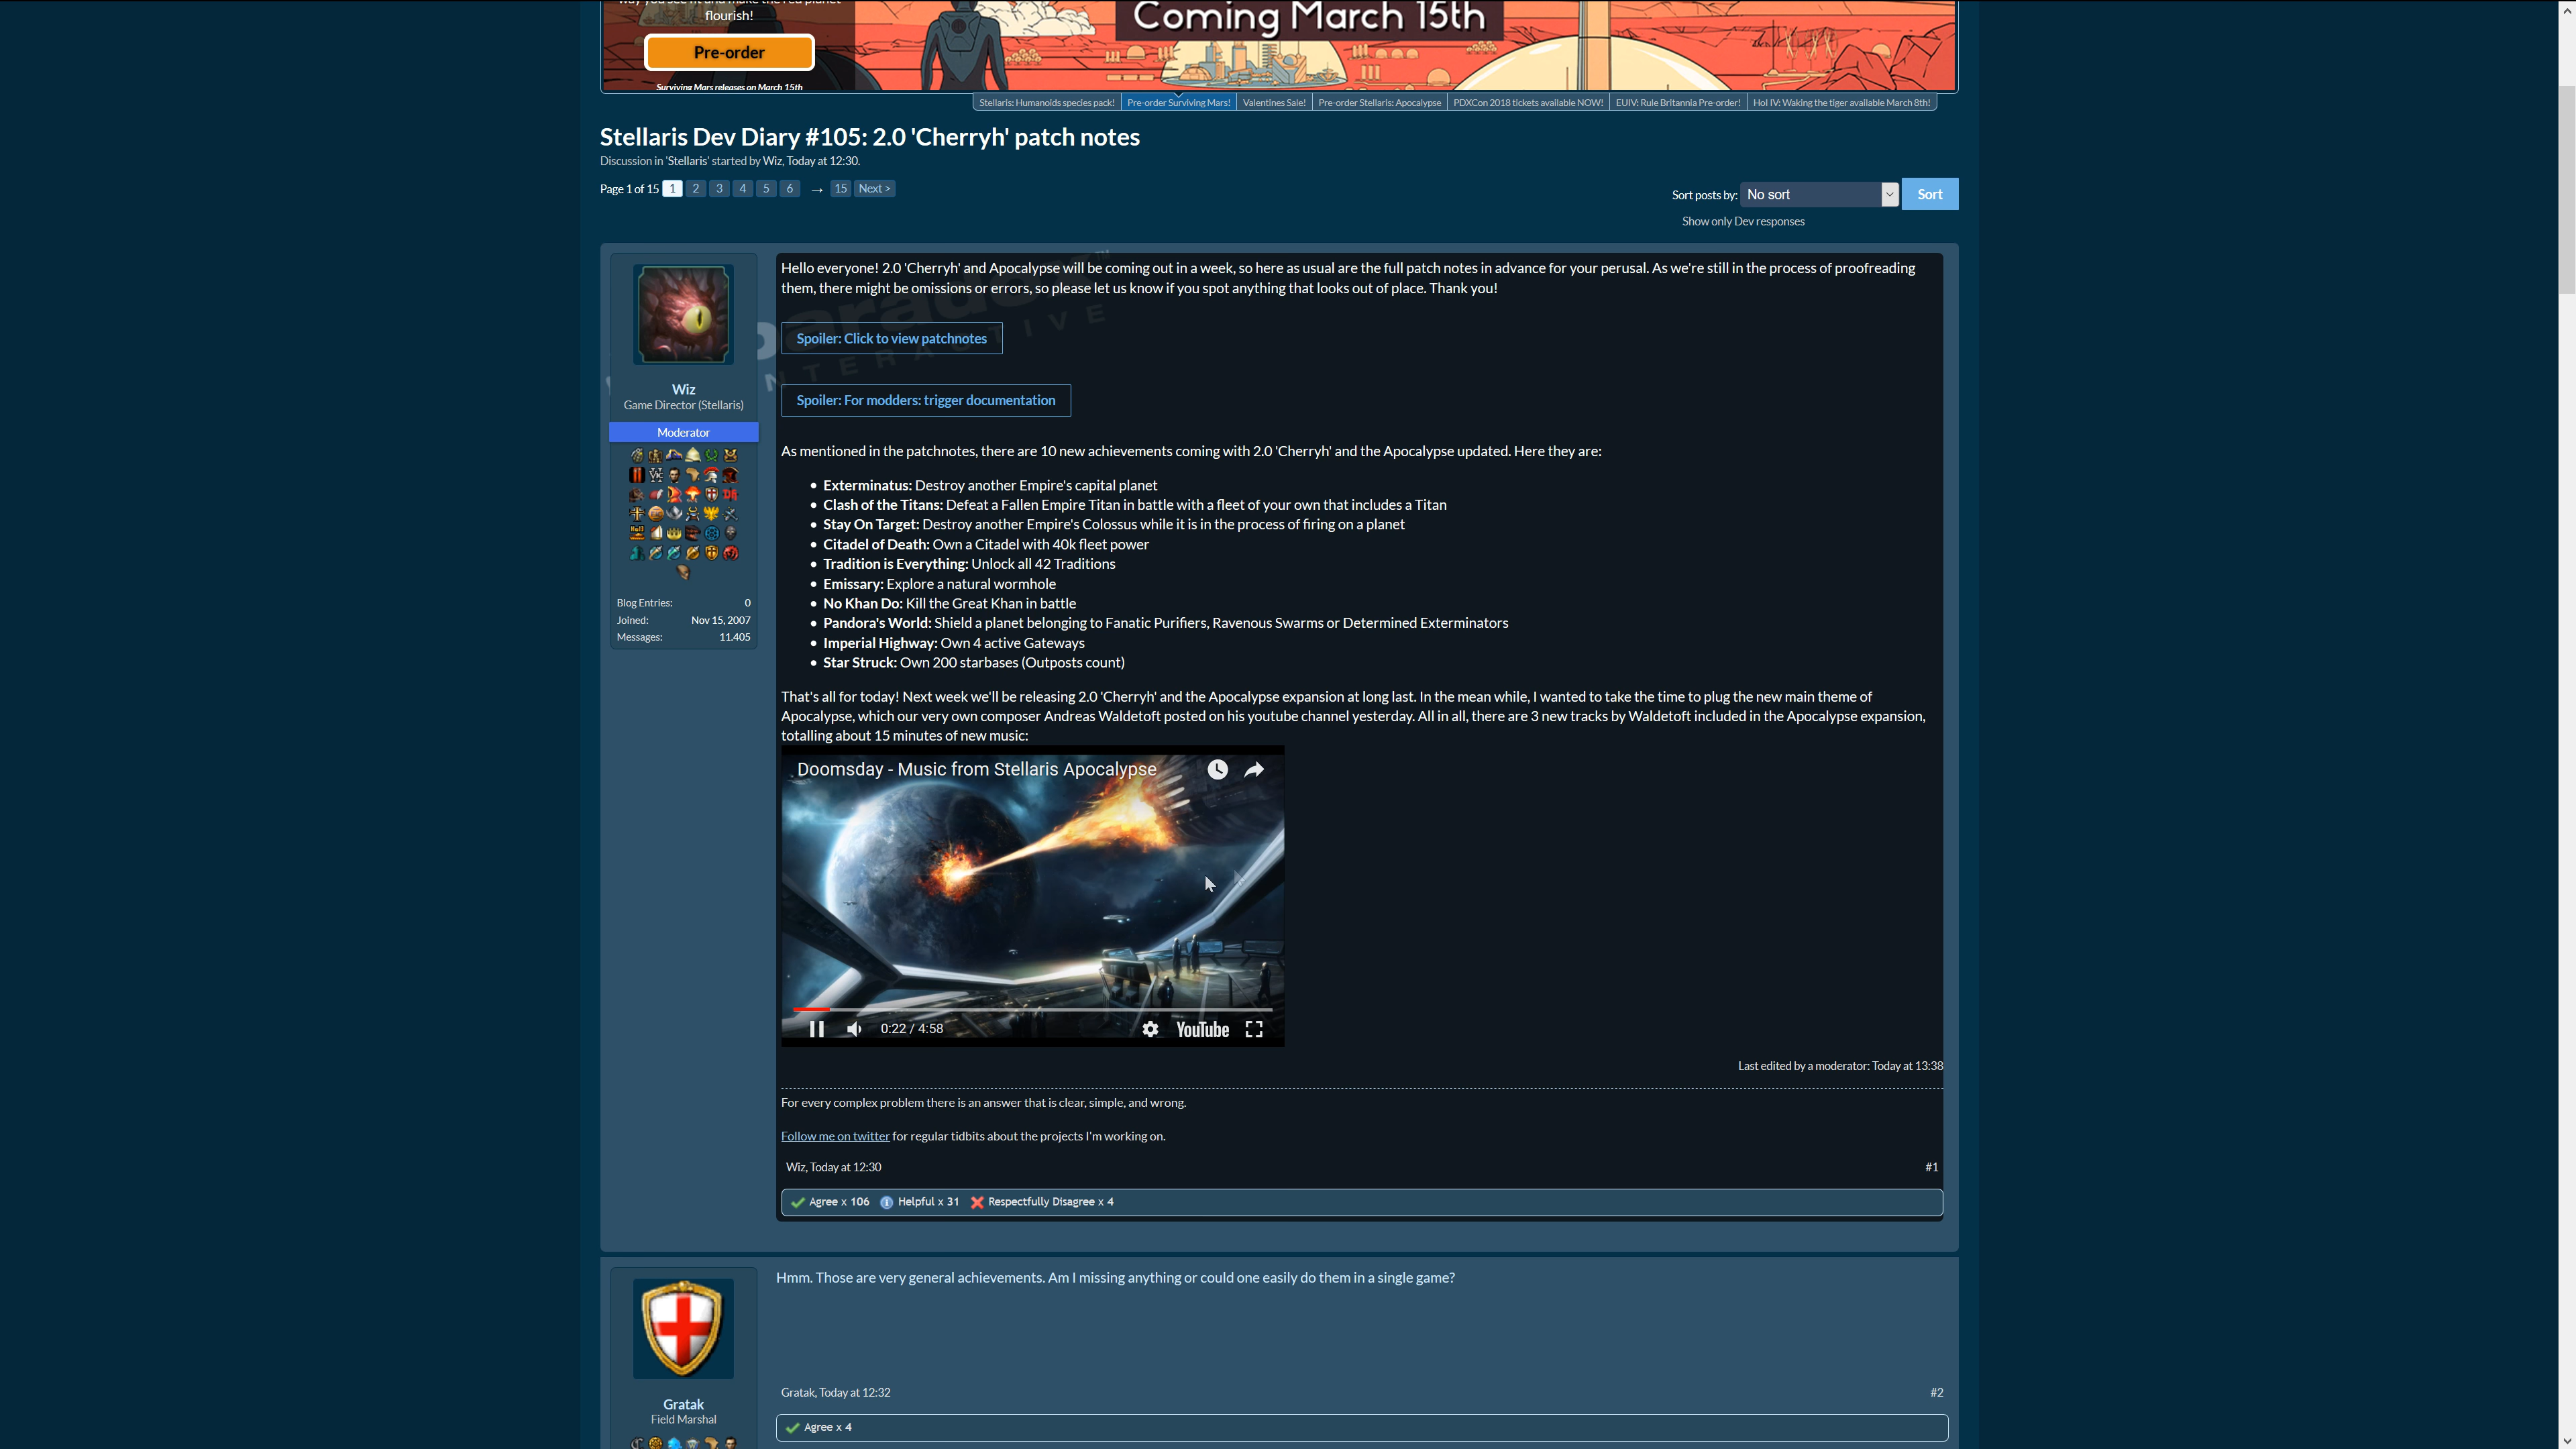 flourish!
Coming March 15th
Pre-order
Surviving Mars releases on March 15th
Stellaris: Humanoids species pack!
Pre-order Surviving Mars!
Valentines Sale!
Pre-order Stellaris: Apocalypse
PDXCon 2018 tickets available NOW!
EUIV: Rule Britannia Pre-order!
HoI IV: Waking the tiger available March 8th!
Stellaris Dev Diary #105: 2.0 'Cherryh' patch notes
Discussion in 'Stellaris' started by Wiz, Today at 12:30.
Page 1 of 15 1 2 3 4 5 6 → 15 Next >
Sort posts by: No sort Sort
Show only Dev responses
Hello everyone! 2.0 'Cherryh' and Apocalypse will be coming out in a week, so here as usual are the full patch notes in advance for your perusal. As we're still in the process of proofreading
them, there might be omissions or errors, so please let us know if you spot anything that looks out of place. Thank you!
Spoiler: Click to view patchnotes
Spoiler: For modders: trigger documentation
Wiz
Game Director (Stellaris)
Moderator
Blog Entries: 0
Joined: Nov 15, 2007
Messages: 11.405
As mentioned in the patchnotes, there are 10 new achievements coming with 2.0 'Cherryh' and the Apocalypse updated. Here they are:
• Exterminatus: Destroy another Empire's capital planet
• Clash of the Titans: Defeat a Fallen Empire Titan in battle with a fleet of your own that includes a Titan
• Stay On Target: Destroy another Empire's Colossus while it is in the process of firing on a planet
• Citadel of Death: Own a Citadel with 40k fleet power
• Tradition is Everything: Unlock all 42 Traditions
• Emissary: Explore a natural wormhole
• No Khan Do: Kill the Great Khan in battle
• Pandora's World: Shield a planet belonging to Fanatic Purifiers, Ravenous Swarms or Determined Exterminators
• Imperial Highway: Own 4 active Gateways
• Star Struck: Own 200 starbases (Outposts count)
That's all for today! Next week we'll be releasing 2.0 'Cherryh' and the Apocalypse expansion at long last. In the mean while, I wanted to take the time to plug the new main theme of
Apocalypse, which our very own composer Andreas Waldetoft posted on his youtube channel yesterday. All in all, there are 3 new tracks by Waldetoft included in the Apocalypse expansion,
totalling about 15 minutes of new music:
Doomsday - Music from Stellaris Apocalypse
0:22 / 4:58
YouTube
Last edited by a moderator: Today at 13:38
For every complex problem there is an answer that is clear, simple, and wrong.
Follow me on twitter for regular tidbits about the projects I'm working on.
Wiz, Today at 12:30
#1
Agree x 106 Helpful x 31 Respectfully Disagree x 4
Hmm. Those are very general achievements. Am I missing anything or could one easily do them in a single game?
Gratak
Field Marshal
Gratak, Today at 12:32
#2
Agree x 4